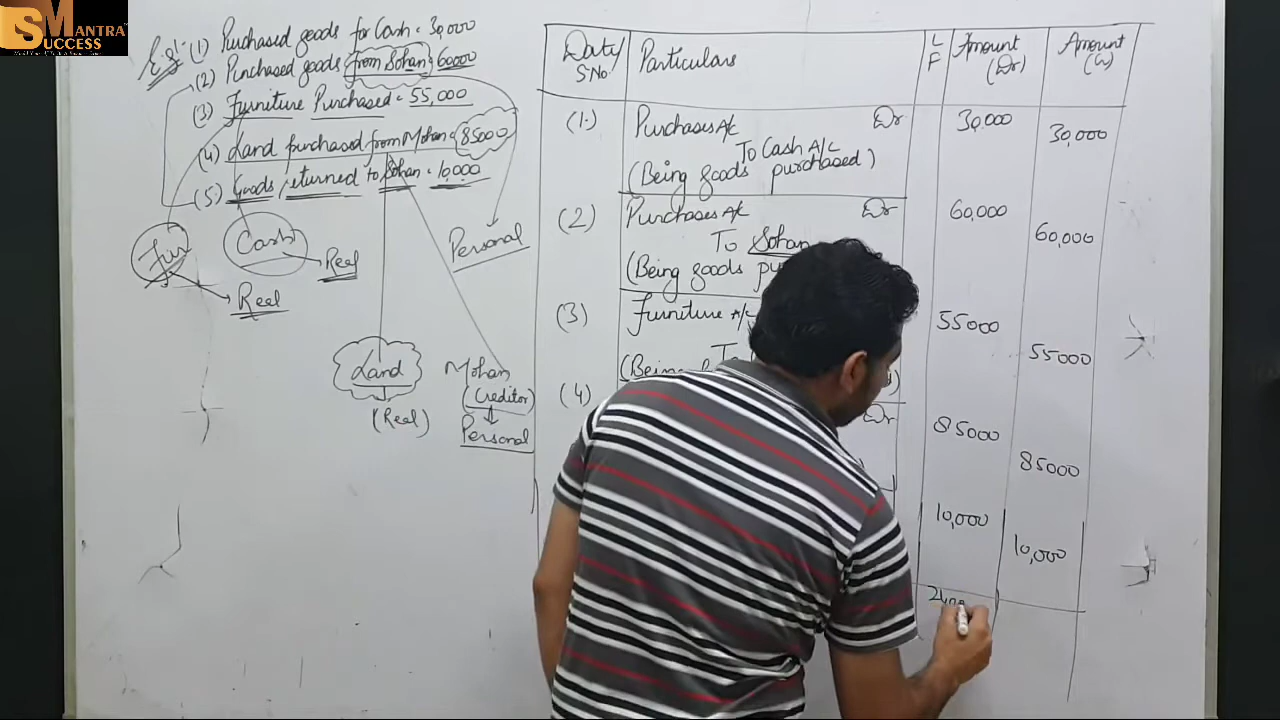 SM MANTRA
SUCCESS
E.g:- (1) Purchased goods for Cash = 30,000
(2) Purchased goods from Sohan = 60000
(3) Furniture Purchased = 55,000
(4) Land purchased from Mohan = 85000
(5) Goods returned to Sohan = 10,000
Fur
Cash
Real
Real
Personal
Land
(Real)
Mohan
(Creditor)
Personal
Date/ S.No. Particulars L F Amount (Dr) Amount (Cr)
(1.) Purchases A/c Dr 30,000
To Cash A/c 30,000
(Being goods purchased)
(2) Purchases A/c Dr 60,000
To Sohan 60,000
(Being goods
(3) Furniture A/c 55000
To 55000
(Being
(4) Dr 85000
85000
10,000
10,000